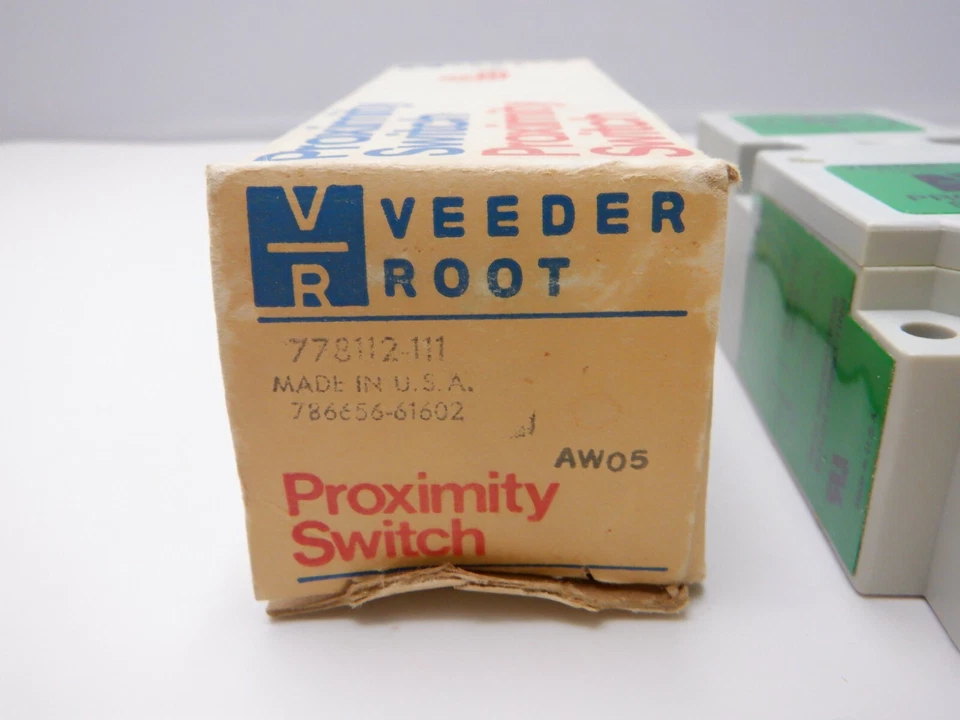 Proximity
Switch
Proximity
Switch
V
R
VEEDER
ROOT
778112-111
MADE IN U.S.A.
786656-61602
AW05
Proximity
Switch